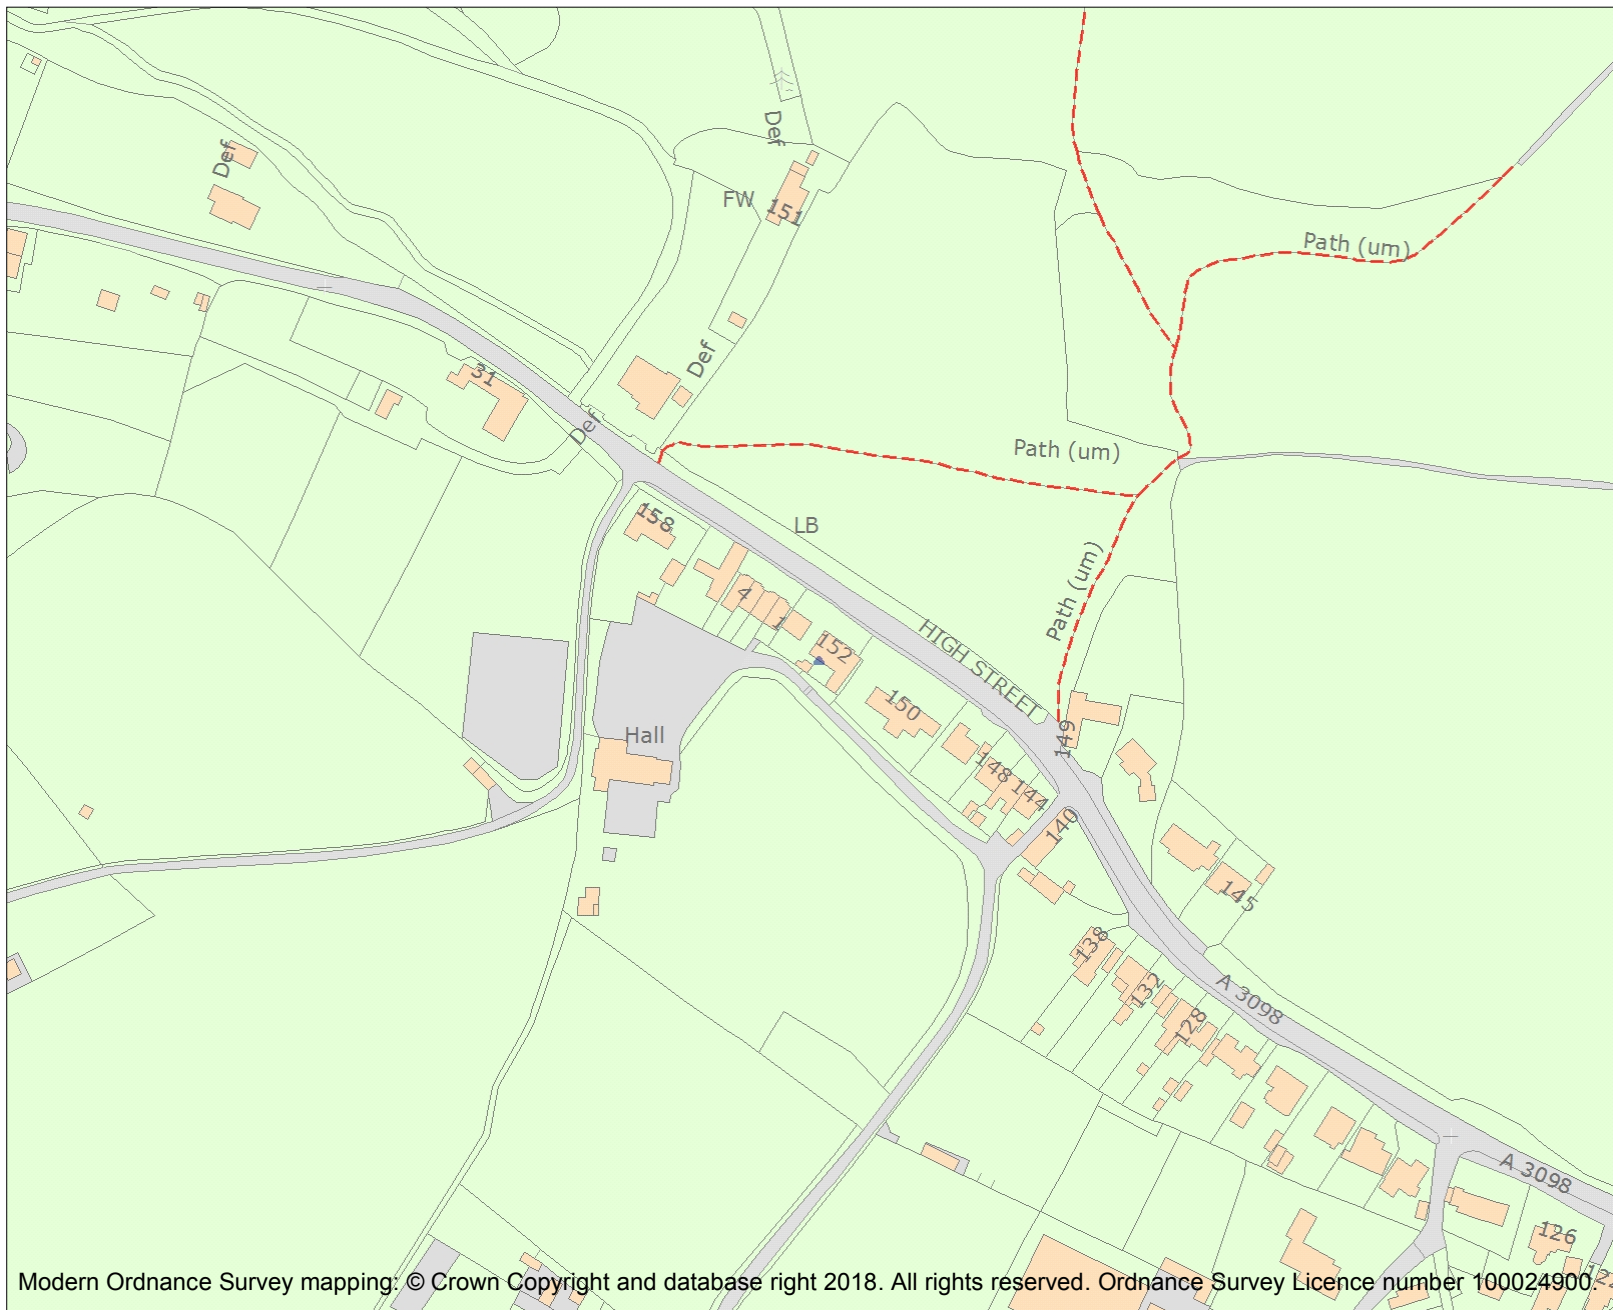 Def
Def
FW
151
Path (um)
31
Def
Def
Path (um)
158
LB
4
1
Path (um)
152
HIGH STREET
150
Hall
149
148
144
140
145
138
132
A 3098
128
A 3098
126
Modern Ordnance Survey mapping: © Crown Copyright and database right 2018. All rights reserved. Ordnance Survey Licence number 100024900.